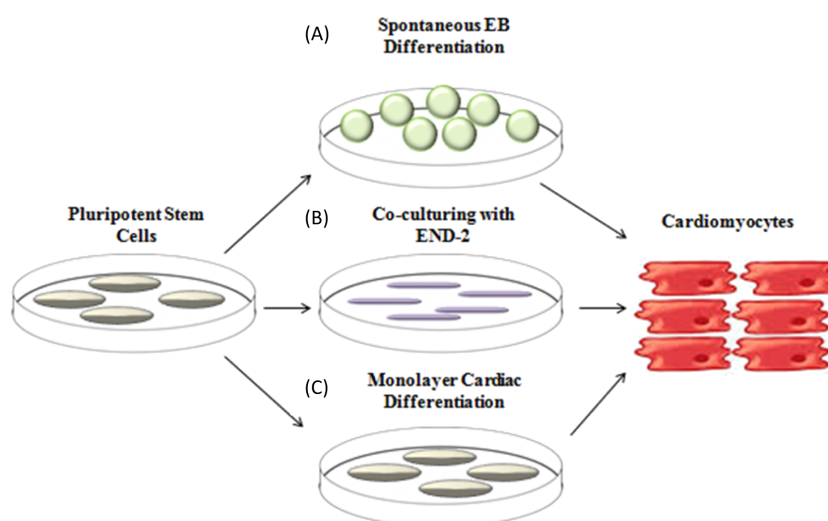 (A)
Spontaneous EB
Differentiation
Pluripotent Stem
Cells
(B)
Co-culturing with
END-2
Cardiomyocytes
(C)
Monolayer Cardiac
Differentiation